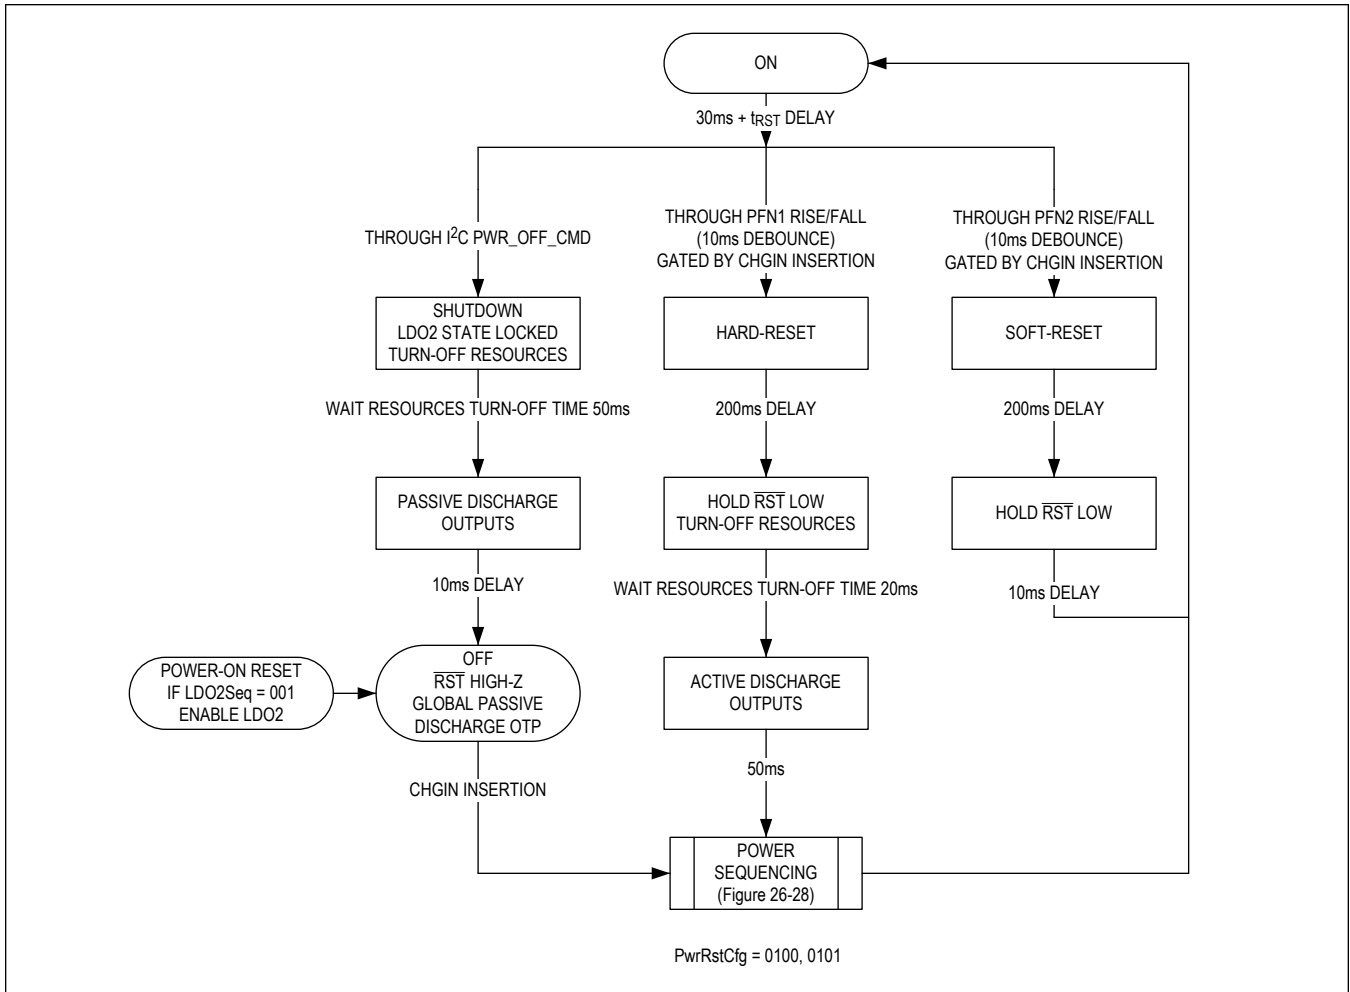 ON
30ms + tRST DELAY
THROUGH I2C PWR_OFF_CMD
THROUGH PFN1 RISE/FALL
(10ms DEBOUNCE)
GATED BY CHGIN INSERTION
THROUGH PFN2 RISE/FALL
(10ms DEBOUNCE)
GATED BY CHGIN INSERTION
SHUTDOWN
LDO2 STATE LOCKED
TURN-OFF RESOURCES
HARD-RESET
SOFT-RESET
WAIT RESOURCES TURN-OFF TIME 50ms
200ms DELAY
200ms DELAY
PASSIVE DISCHARGE
OUTPUTS
HOLD R̅S̅T̅ LOW
TURN-OFF RESOURCES
HOLD R̅S̅T̅ LOW
10ms DELAY
WAIT RESOURCES TURN-OFF TIME 20ms
10ms DELAY
POWER-ON RESET
IF LDO2Seq = 001
ENABLE LDO2
OFF
R̅S̅T̅ HIGH-Z
GLOBAL PASSIVE
DISCHARGE OTP
ACTIVE DISCHARGE
OUTPUTS
CHGIN INSERTION
50ms
POWER
SEQUENCING
(Figure 26-28)
PwrRstCfg = 0100, 0101